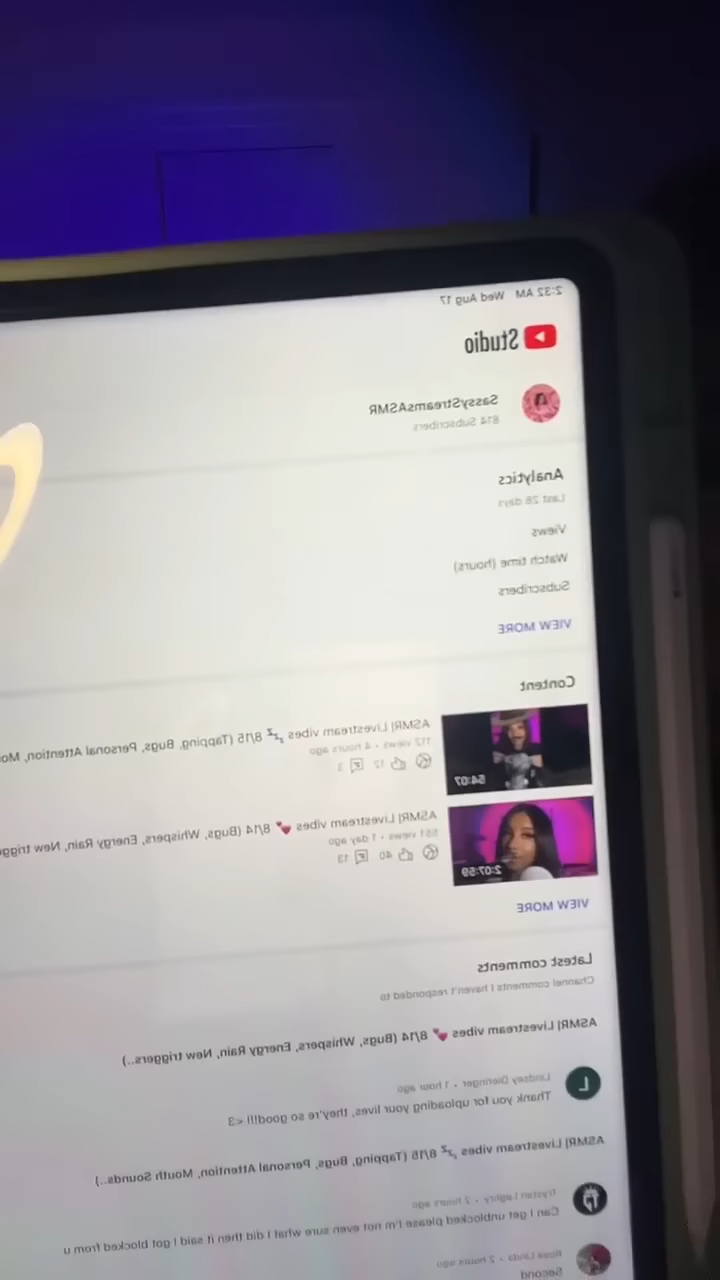 2:32 AM Wed Aug 17
Studio
SassyStreamsASMR
814 Subscribers
Analytics
Last 28 days
Views
Watch time (hours)
Subscribers
VIEW MORE
Content
ASMR| Livestream vibes 💤 8/15 (Tapping, Bugs, Personal Attention, Mo
112 views • 4 hours ago
12 3
54:07
ASMR| Livestream vibes 💕 8/14 (Bugs, Whispers, Energy Rain, New trigge
551 views • 1 day ago
40 13
2:07:59
VIEW MORE
Latest comments
Channel comments I haven't responded to
ASMR| Livestream vibes 💕 8/14 (Bugs, Whispers, Energy Rain, New triggers..)
L
Lindsey Dieringer • 1 hour ago
Thank you for uploading your lives, they're so good!!! <3
ASMR| Livestream vibes 💤 8/15 (Tapping, Bugs, Personal Attention, Mouth Sounds..)
• 2 hours ago
Can I get unblocked please I'm not even sure what I did then it said I got blocked from u
• 2 hours ago
Second